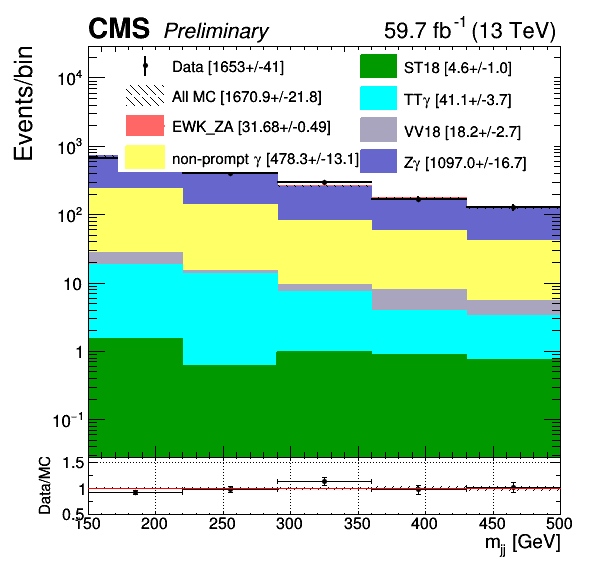 CMS Preliminary 59.7 fb⁻¹ (13 TeV)
Events/bin
10⁴
10³
10²
10
1
10⁻¹
Data [1653+/-41]
All MC [1670.9+/-21.8]
EWK_ZA [31.68+/-0.49]
non-prompt γ [478.3+/-13.1]
ST18 [4.6+/-1.0]
TTγ [41.1+/-3.7]
VV18 [18.2+/-2.7]
Zγ [1097.0+/-16.7]
Data/MC
1.5
1
0.5
150 200 250 300 350 400 450 500
m_jj [GeV]